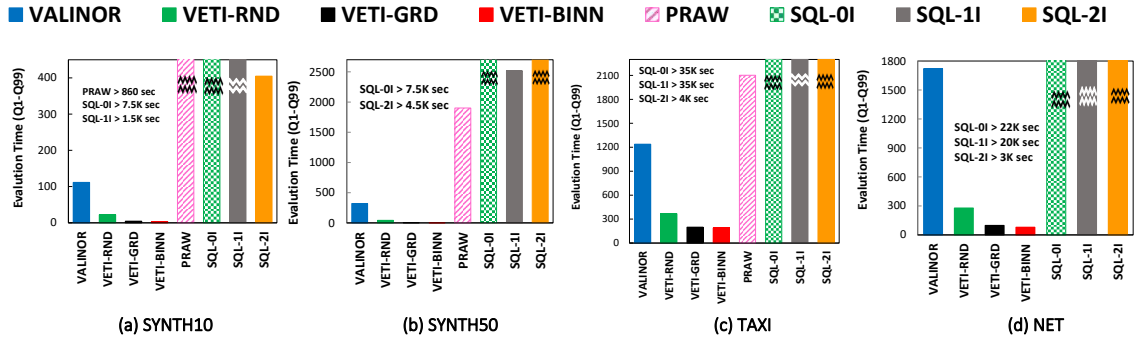 VALINOR VETI-RND VETI-GRD VETI-BINN PRAW SQL-0I SQL-1I SQL-2I
Evalution Time (Q1-Q99)
400
300
200
100
0
PRAW > 860 sec
SQL-0I > 7.5K sec
SQL-1I > 1.5K sec
VALINOR
VETI-RND
VETI-GRD
VETI-BINN
PRAW
SQL-0I
SQL-1I
SQL-2I
(a) SYNTH10
Evalution Time (Q1-Q99)
2500
2000
1500
1000
500
0
SQL-0I > 7.5K sec
SQL-2I > 4.5K sec
VALINOR
VETI-RND
VETI-GRD
VETI-BINN
PRAW
SQL-0I
SQL-1I
SQL-2I
(b) SYNTH50
Evalution Time (Q1-Q99)
2100
1800
1500
1200
900
600
300
0
SQL-0I > 35K sec
SQL-1I > 35K sec
SQL-2I > 4K sec
VALINOR
VETI-RND
VETI-GRD
VETI-BINN
PRAW
SQL-0I
SQL-1I
SQL-2I
(c) TAXI
Evalution Time (Q1-Q99)
1800
1500
1200
900
600
300
0
SQL-0I > 22K sec
SQL-1I > 20K sec
SQL-2I > 3K sec
VALINOR
VETI-RND
VETI-GRD
VETI-BINN
SQL-0I
SQL-1I
SQL-2I
(d) NET